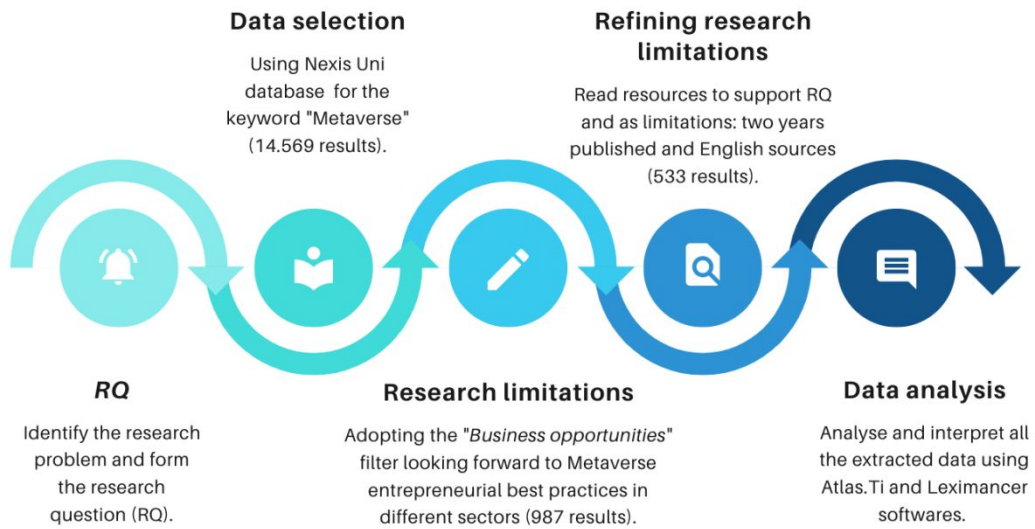 Data selection
Using Nexis Uni
database for the
keyword "Metaverse"
(14.569 results).
Refining research
limitations
Read resources to support RQ
and as limitations: two years
published and English sources
(533 results).
RQ
Identify the research
problem and form
the research
question (RQ).
Research limitations
Adopting the "Business opportunities"
filter looking forward to Metaverse
entrepreneurial best practices in
different sectors (987 results).
Data analysis
Analyse and interpret all
the extracted data using
Atlas.Ti and Leximancer
softwares.